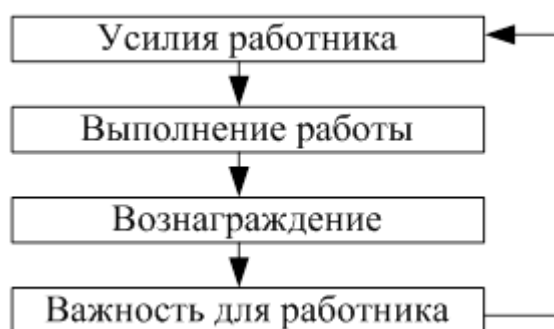 Усилия работника
Выполнение работы
Вознаграждение
Важность для работника